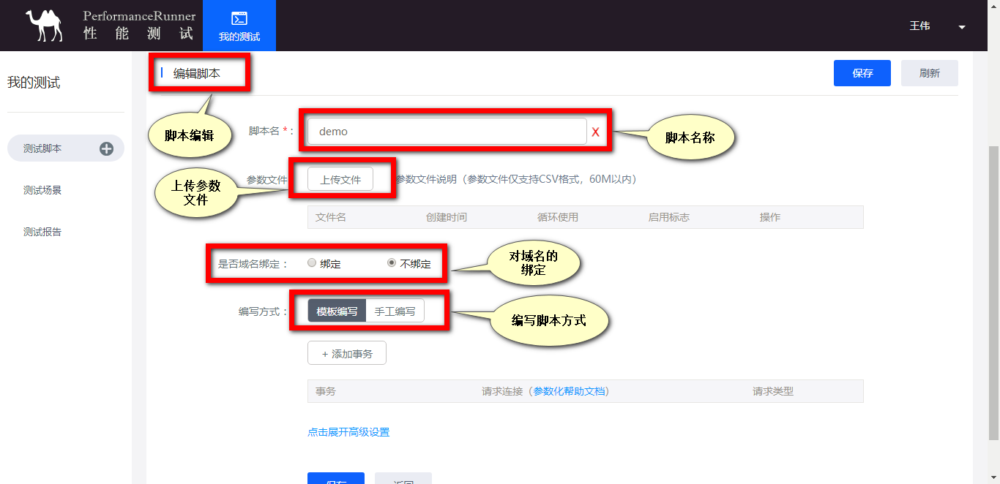 PerformanceRunner
性能测试
我的测试
王伟
我的测试
测试脚本
测试场景
测试报告
编辑脚本
保存
刷新
脚本编辑
脚本名 * :
demo
X
脚本名称
上传参数
文件
参数文件
上传文件
参数文件说明（参数文件仅支持CSV格式，60M以内）
文件名 创建时间 循环使用 启用标志 操作
是否域名绑定： 绑定 不绑定
对域名的
绑定
编写方式： 模板编写 手工编写
编写脚本方式
+ 添加事务
事务 请求连接（参数化帮助文档） 请求类型
点击展开高级设置
保存 返回